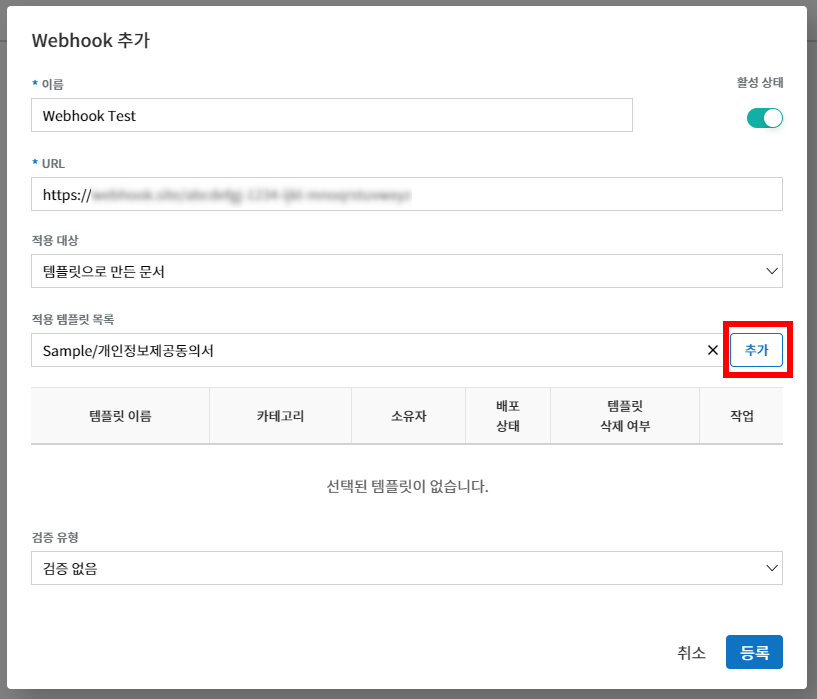 Webhook 추가
* 이름
활성 상태
Webhook Test
* URL
https://
적용 대상
템플릿으로 만든 문서
적용 템플릿 목록
Sample/개인정보제공동의서
추가
템플릿 이름
카테고리
소유자
배포
상태
템플릿
삭제 여부
작업
선택된 템플릿이 없습니다.
검증 유형
검증 없음
취소
등록